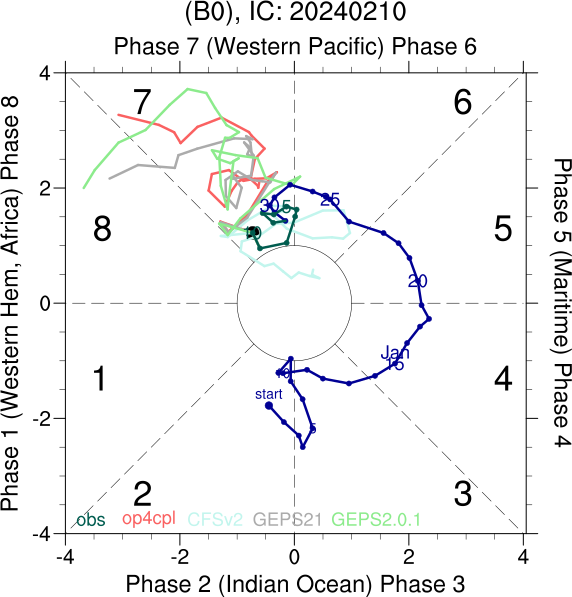 (B0), IC: 20240210
Phase 7 (Western Pacific) Phase 6
Phase 1 (Western Hem, Africa) Phase 8
Phase 5 (Maritime) Phase 4
4
2
0
-2
-4
7
6
8
5
1
4
2
3
30
5
25
20
Jan
15
start
5
obs
op4cpl
CFSv2
GEPS21
GEPS2.0.1
-4
-2
0
2
4
Phase 2 (Indian Ocean) Phase 3